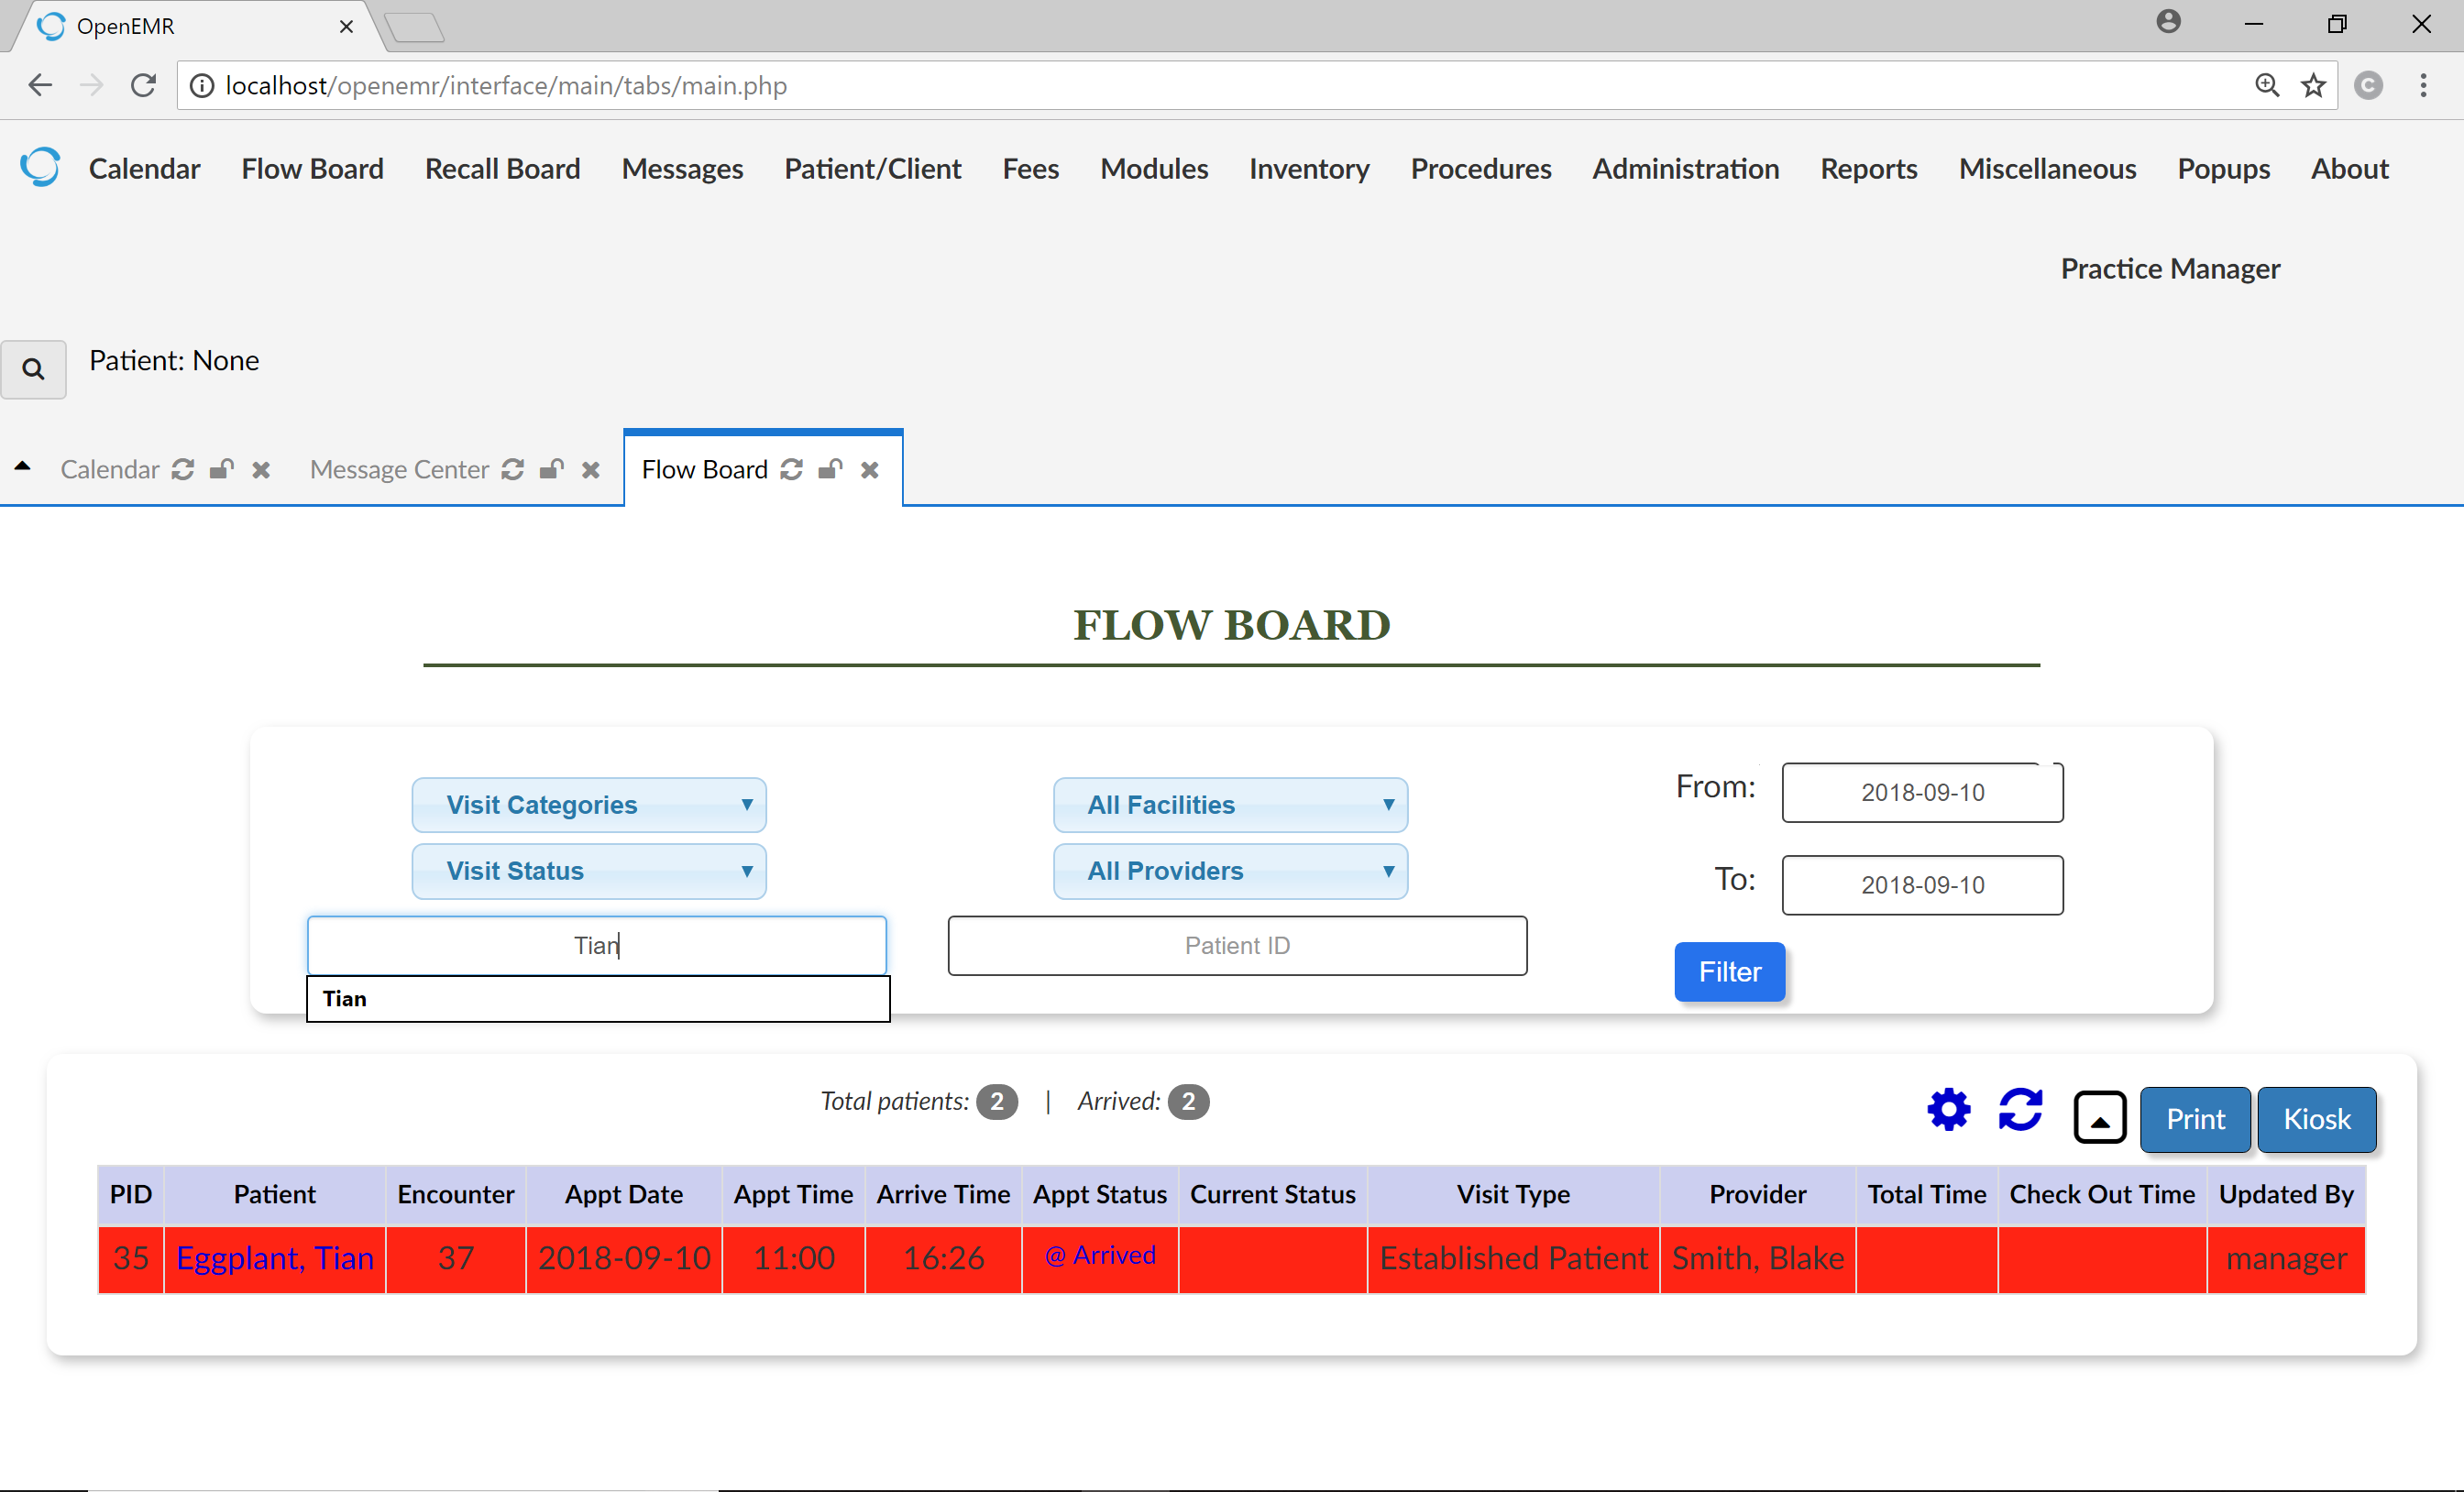 OpenEMR
localhost/openemr/interface/main/tabs/main.php
Calendar Flow Board Recall Board Messages Patient/Client Fees Modules Inventory Procedures Administration Reports Miscellaneous Popups About
Practice Manager
Patient: None
Calendar Message Center Flow Board
FLOW BOARD
Visit Categories All Facilities From: 2018-09-10
Visit Status All Providers To: 2018-09-10
Tian Patient ID Filter
Tian
Total patients: 2 | Arrived: 2 Print Kiosk
PID Patient Encounter Appt Date Appt Time Arrive Time Appt Status Current Status Visit Type Provider Total Time Check Out Time Updated By
35 Eggplant, Tian 37 2018-09-10 11:00 16:26 @ Arrived Established Patient Smith, Blake manager